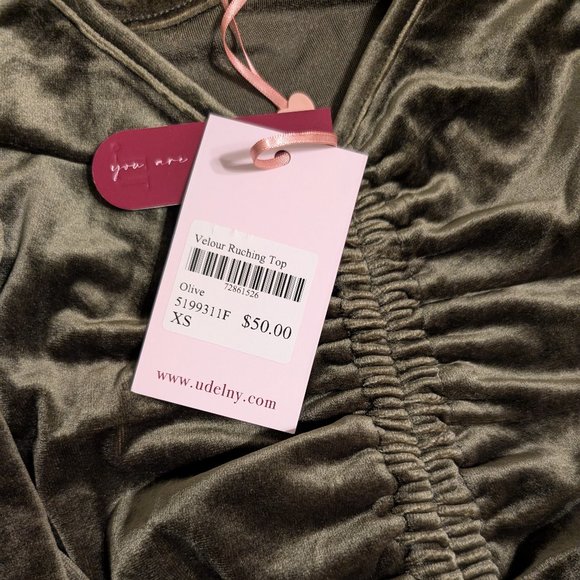 you are
Velour Ruching Top
72861526
Olive
5199311F
XS $50.00
www.udelny.com